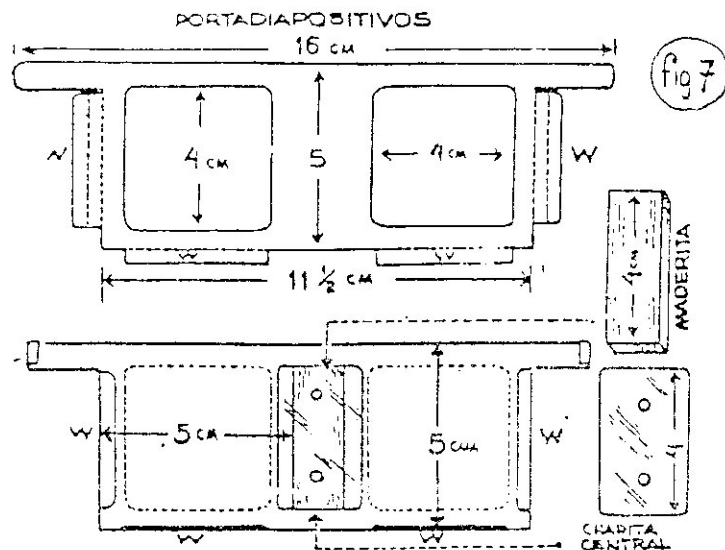 PORTADIAPOSITIVOS
16 CM
fig 7
4 CM
5
4 CM
W
W
W
W
11 1/2 CM
4 CM
MADERITA
W
5 CM
5 CM
W
4
W
W
CHAPITA
CENTRAL